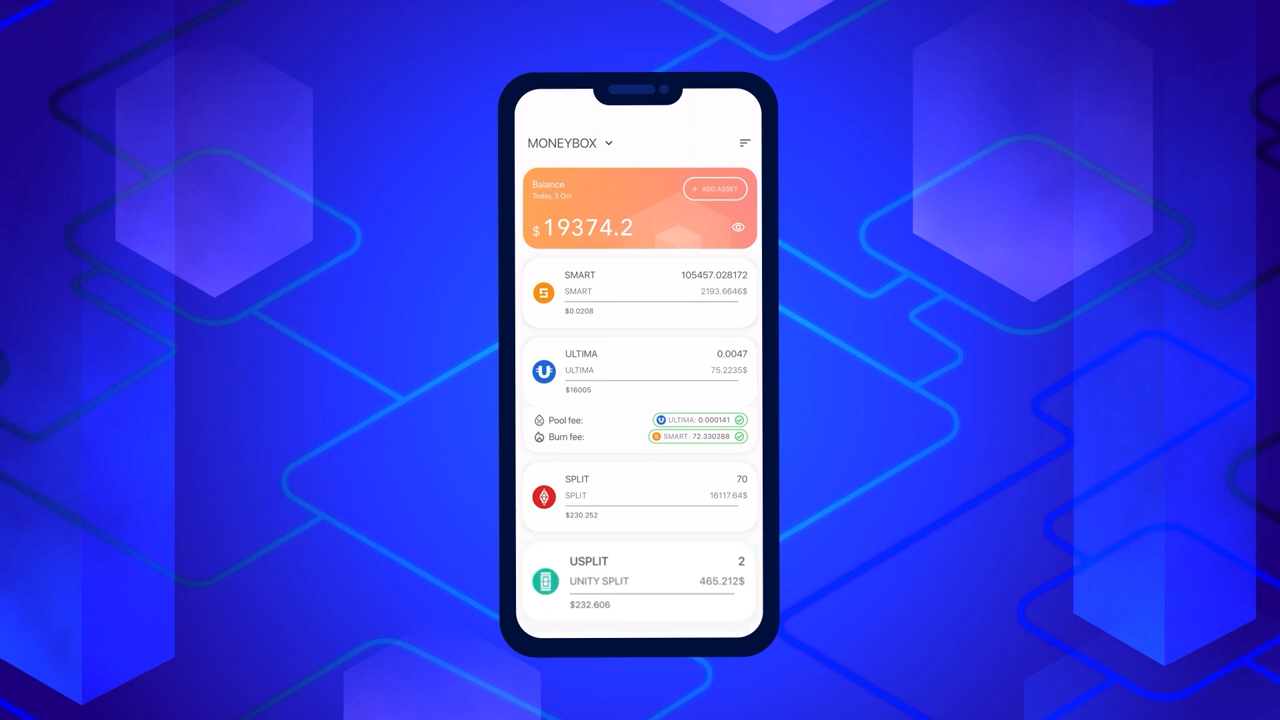 MONEYBOX
Balance
Today, 3 Oct
+ ADD ASSET
$19374.2
SMART 105457.028172
SMART 2193.6646$
$0.0208
ULTIMA 0.0047
ULTIMA 75.2235$
$16005
Pool fee: ULTIMA: 0.000141
Burn fee: SMART: 72.330288
SPLIT 70
SPLIT 16117.64$
$230.252
USPLIT 2
UNITY SPLIT 465.212$
$232.606